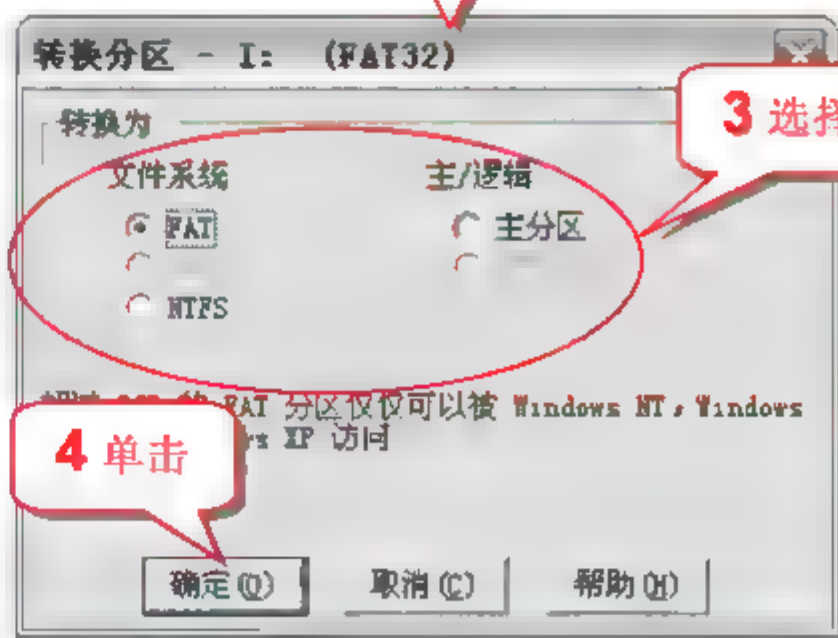 转换分区 - I: (FAT32)
3 选择
转换为
文件系统 主/逻辑
FAT 主分区
NTFS
FAT 分区仅仅可以被 Windows NT, Windows
XP 访问
4 单击
确定(O) 取消(C) 帮助(H)